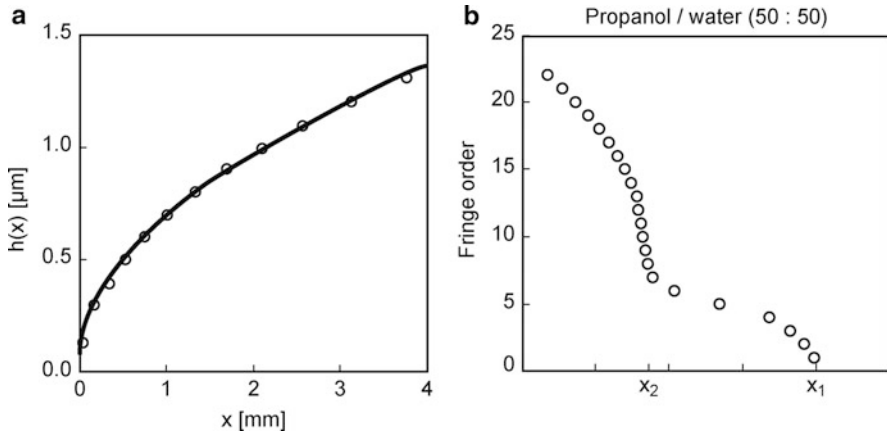 a
h(x) [µm]
1.5
1.0
0.5
0.0
0 1 2 3 4
x [mm]
b
Propanol / water (50 : 50)
Fringe order
25
20
15
10
5
0
x₂ x₁